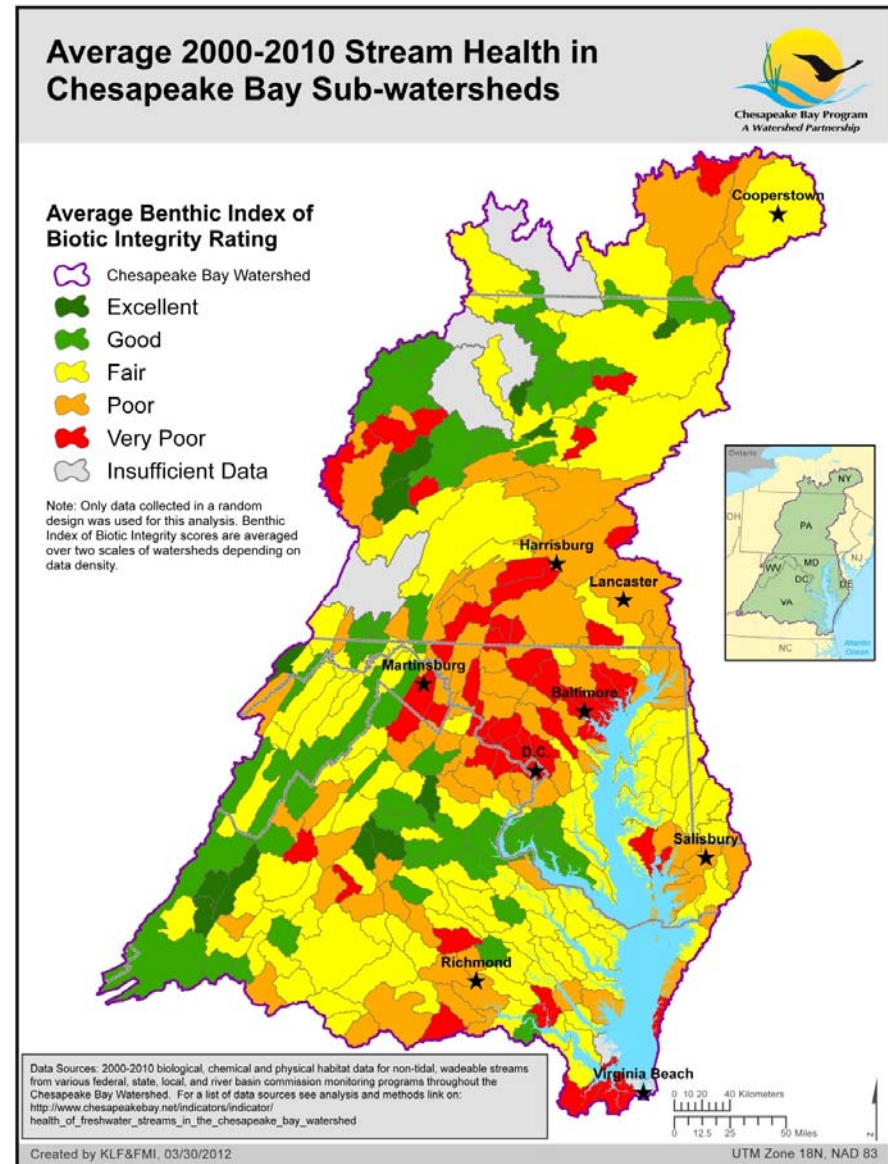 Average 2000-2010 Stream Health in
Chesapeake Bay Sub-watersheds
Chesapeake Bay Program
A Watershed Partnership
Average Benthic Index of
Biotic Integrity Rating
Chesapeake Bay Watershed
Excellent
Good
Fair
Poor
Very Poor
Insufficient Data
Note: Only data collected in a random
design was used for this analysis. Benthic
Index of Biotic Integrity scores are averaged
over two scales of watersheds depending on
data density.
Cooperstown
Harrisburg
Lancaster
Martinsburg
Baltimore
D.C.
Salisbury
Richmond
Virginia Beach
Ontario
NY
PA
OH
NJ
WV
MD
DC
DE
VA
NC
Atlantic
Ocean
Data Sources: 2000-2010 biological, chemical and physical habitat data for non-tidal, wadeable streams
from various federal, state, local, and river basin commission monitoring programs throughout the
Chesapeake Bay Watershed. For a list of data sources see analysis and methods link on:
http://www.chesapeakebay.net/indicators/indicator/
health_of_freshwater_streams_in_the_chesapeake_bay_watershed
0 10 20 40 Kilometers
0 12.5 25 50 Miles
N
Created by KLF&FMI, 03/30/2012
UTM Zone 18N, NAD 83